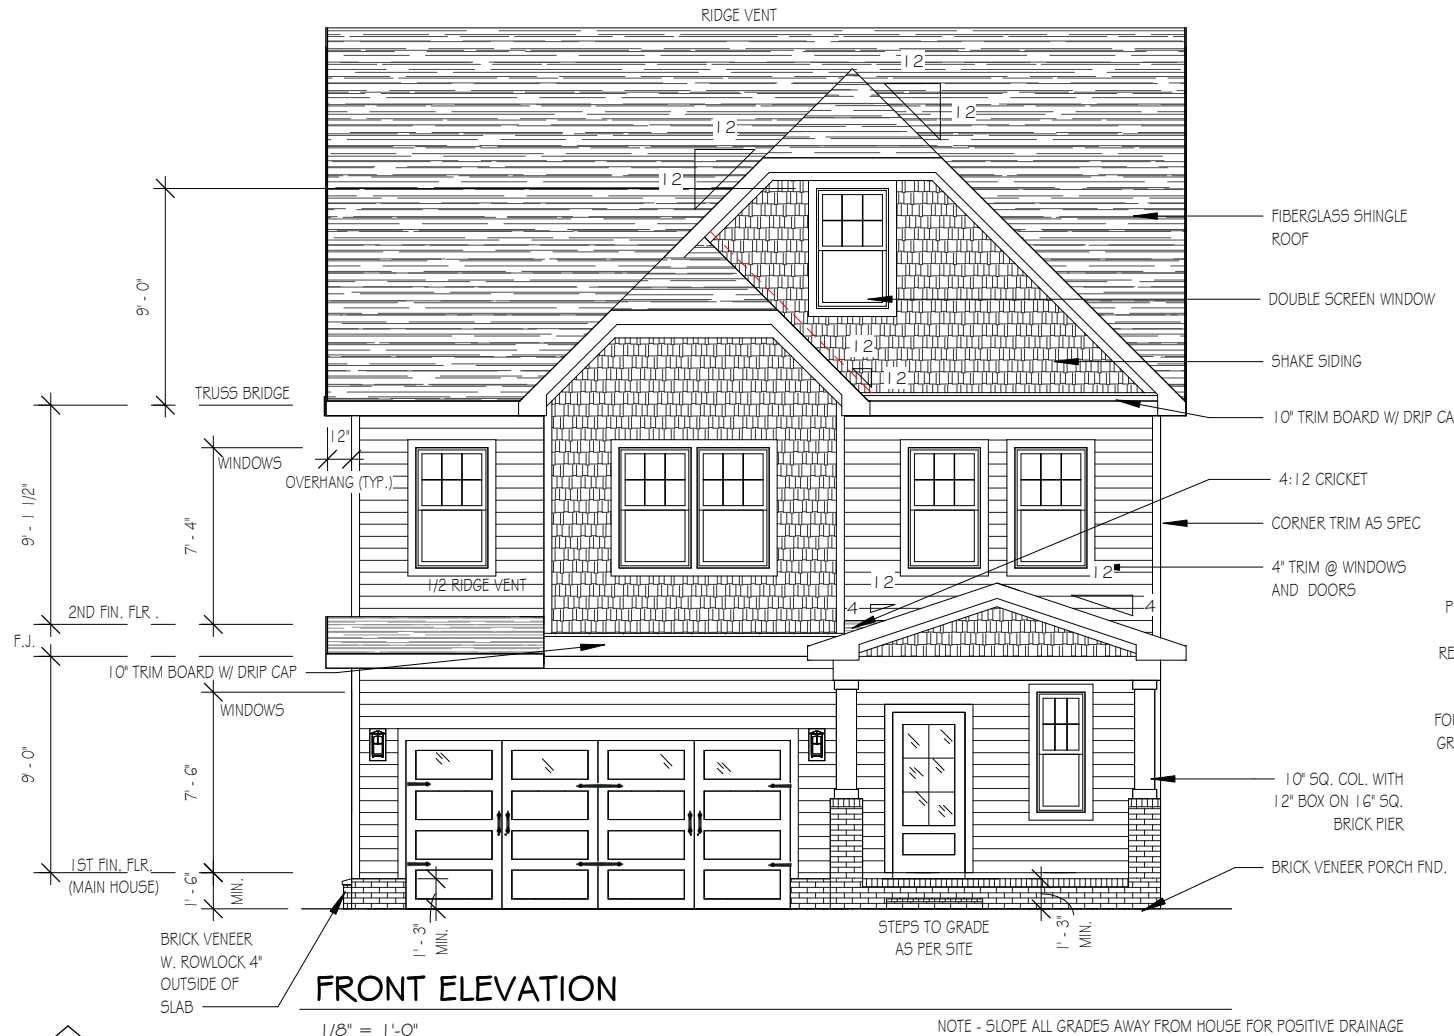 RIDGE VENT
12
12
12
12
9' - 0"
FIBERGLASS SHINGLE
ROOF
DOUBLE SCREEN WINDOW
12
12
SHAKE SIDING
TRUSS BRIDGE
10" TRIM BOARD W/ DRIP CA
12"
WINDOWS
OVERHANG (TYP.)
4:12 CRICKET
9' - 1 1/2"
7' - 4"
CORNER TRIM AS SPEC
1/2 RIDGE VENT
12
12
4" TRIM @ WINDOWS
AND DOORS
4
4
2ND FIN. FLR .
P
F.J.
RE
10" TRIM BOARD W/ DRIP CAP
WINDOWS
FO
GR
9' - 0"
7' - 6"
10" SQ. COL. WITH
12" BOX ON 16" SQ.
BRICK PIER
1ST FIN. FLR.
(MAIN HOUSE)
1' - 6"
MIN.
BRICK VENEER PORCH FND.
1' - 3"
MIN.
STEPS TO GRADE
AS PER SITE
1' - 3"
MIN.
BRICK VENEER
W. ROWLOCK 4"
OUTSIDE OF
SLAB
FRONT ELEVATION
1/8" = 1'-0"
NOTE - SLOPE ALL GRADES AWAY FROM HOUSE FOR POSITIVE DRAINAGE